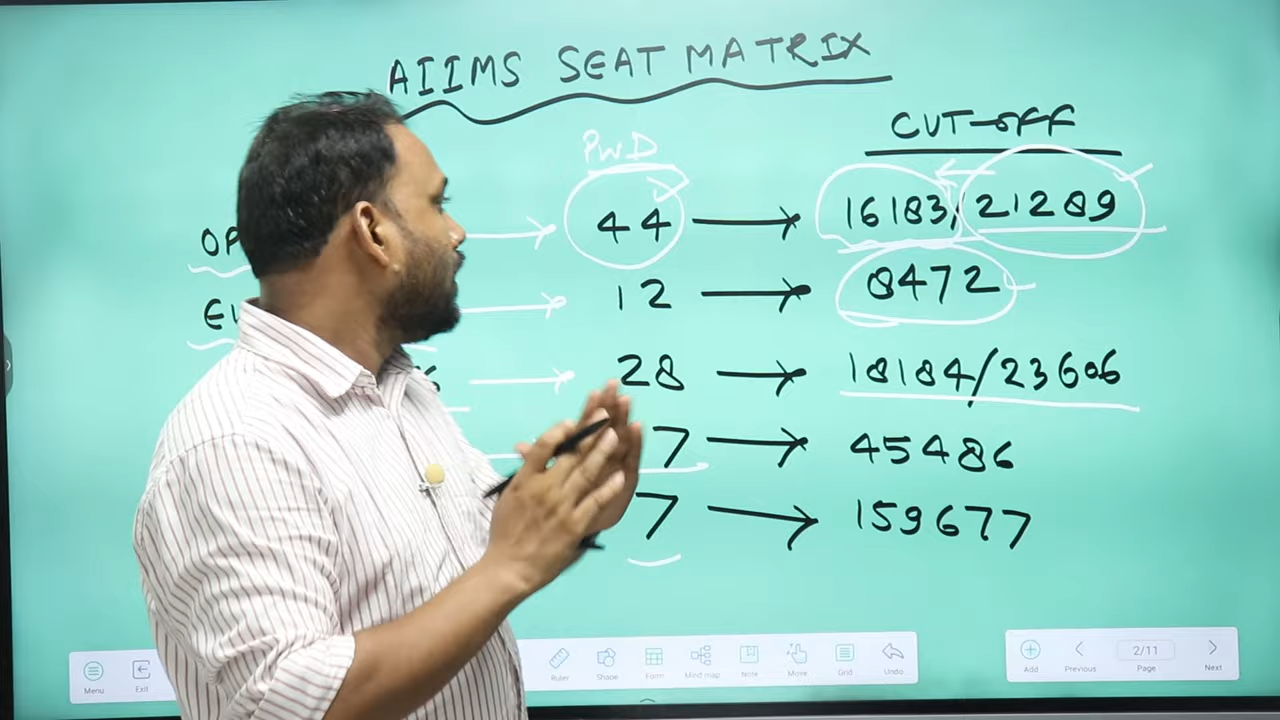 AIIMS SEAT MATRIX
CUT-OFF
PWD
OP 44 → 16183/21289
12 → 8472
28 → 18184/23606
7 → 45486
7 → 159677
Menu Exit Ruler Shape Form Mind map Note More Grid Undo Add Previous 2/11 Page Next